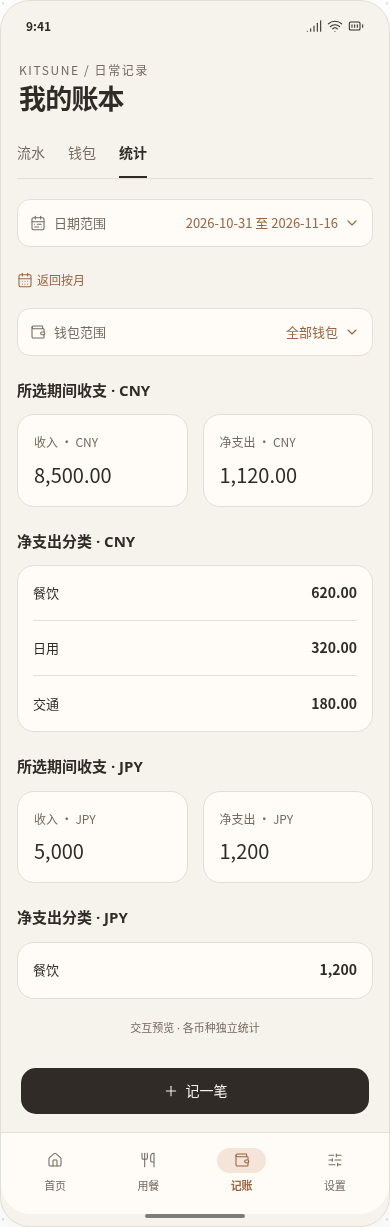 9:41
KITSUNE / 日常记录
我的账本
流水 钱包 统计
日期范围 2026-10-31 至 2026-11-16
返回按月
钱包范围 全部钱包
所选期间收支 · CNY
收入 · CNY 净支出 · CNY
8,500.00 1,120.00
净支出分类 · CNY
餐饮 620.00
日用 320.00
交通 180.00
所选期间收支 · JPY
收入 · JPY 净支出 · JPY
5,000 1,200
净支出分类 · JPY
餐饮 1,200
交互预览 · 各币种独立统计
+ 记一笔
首页 用餐 记账 设置